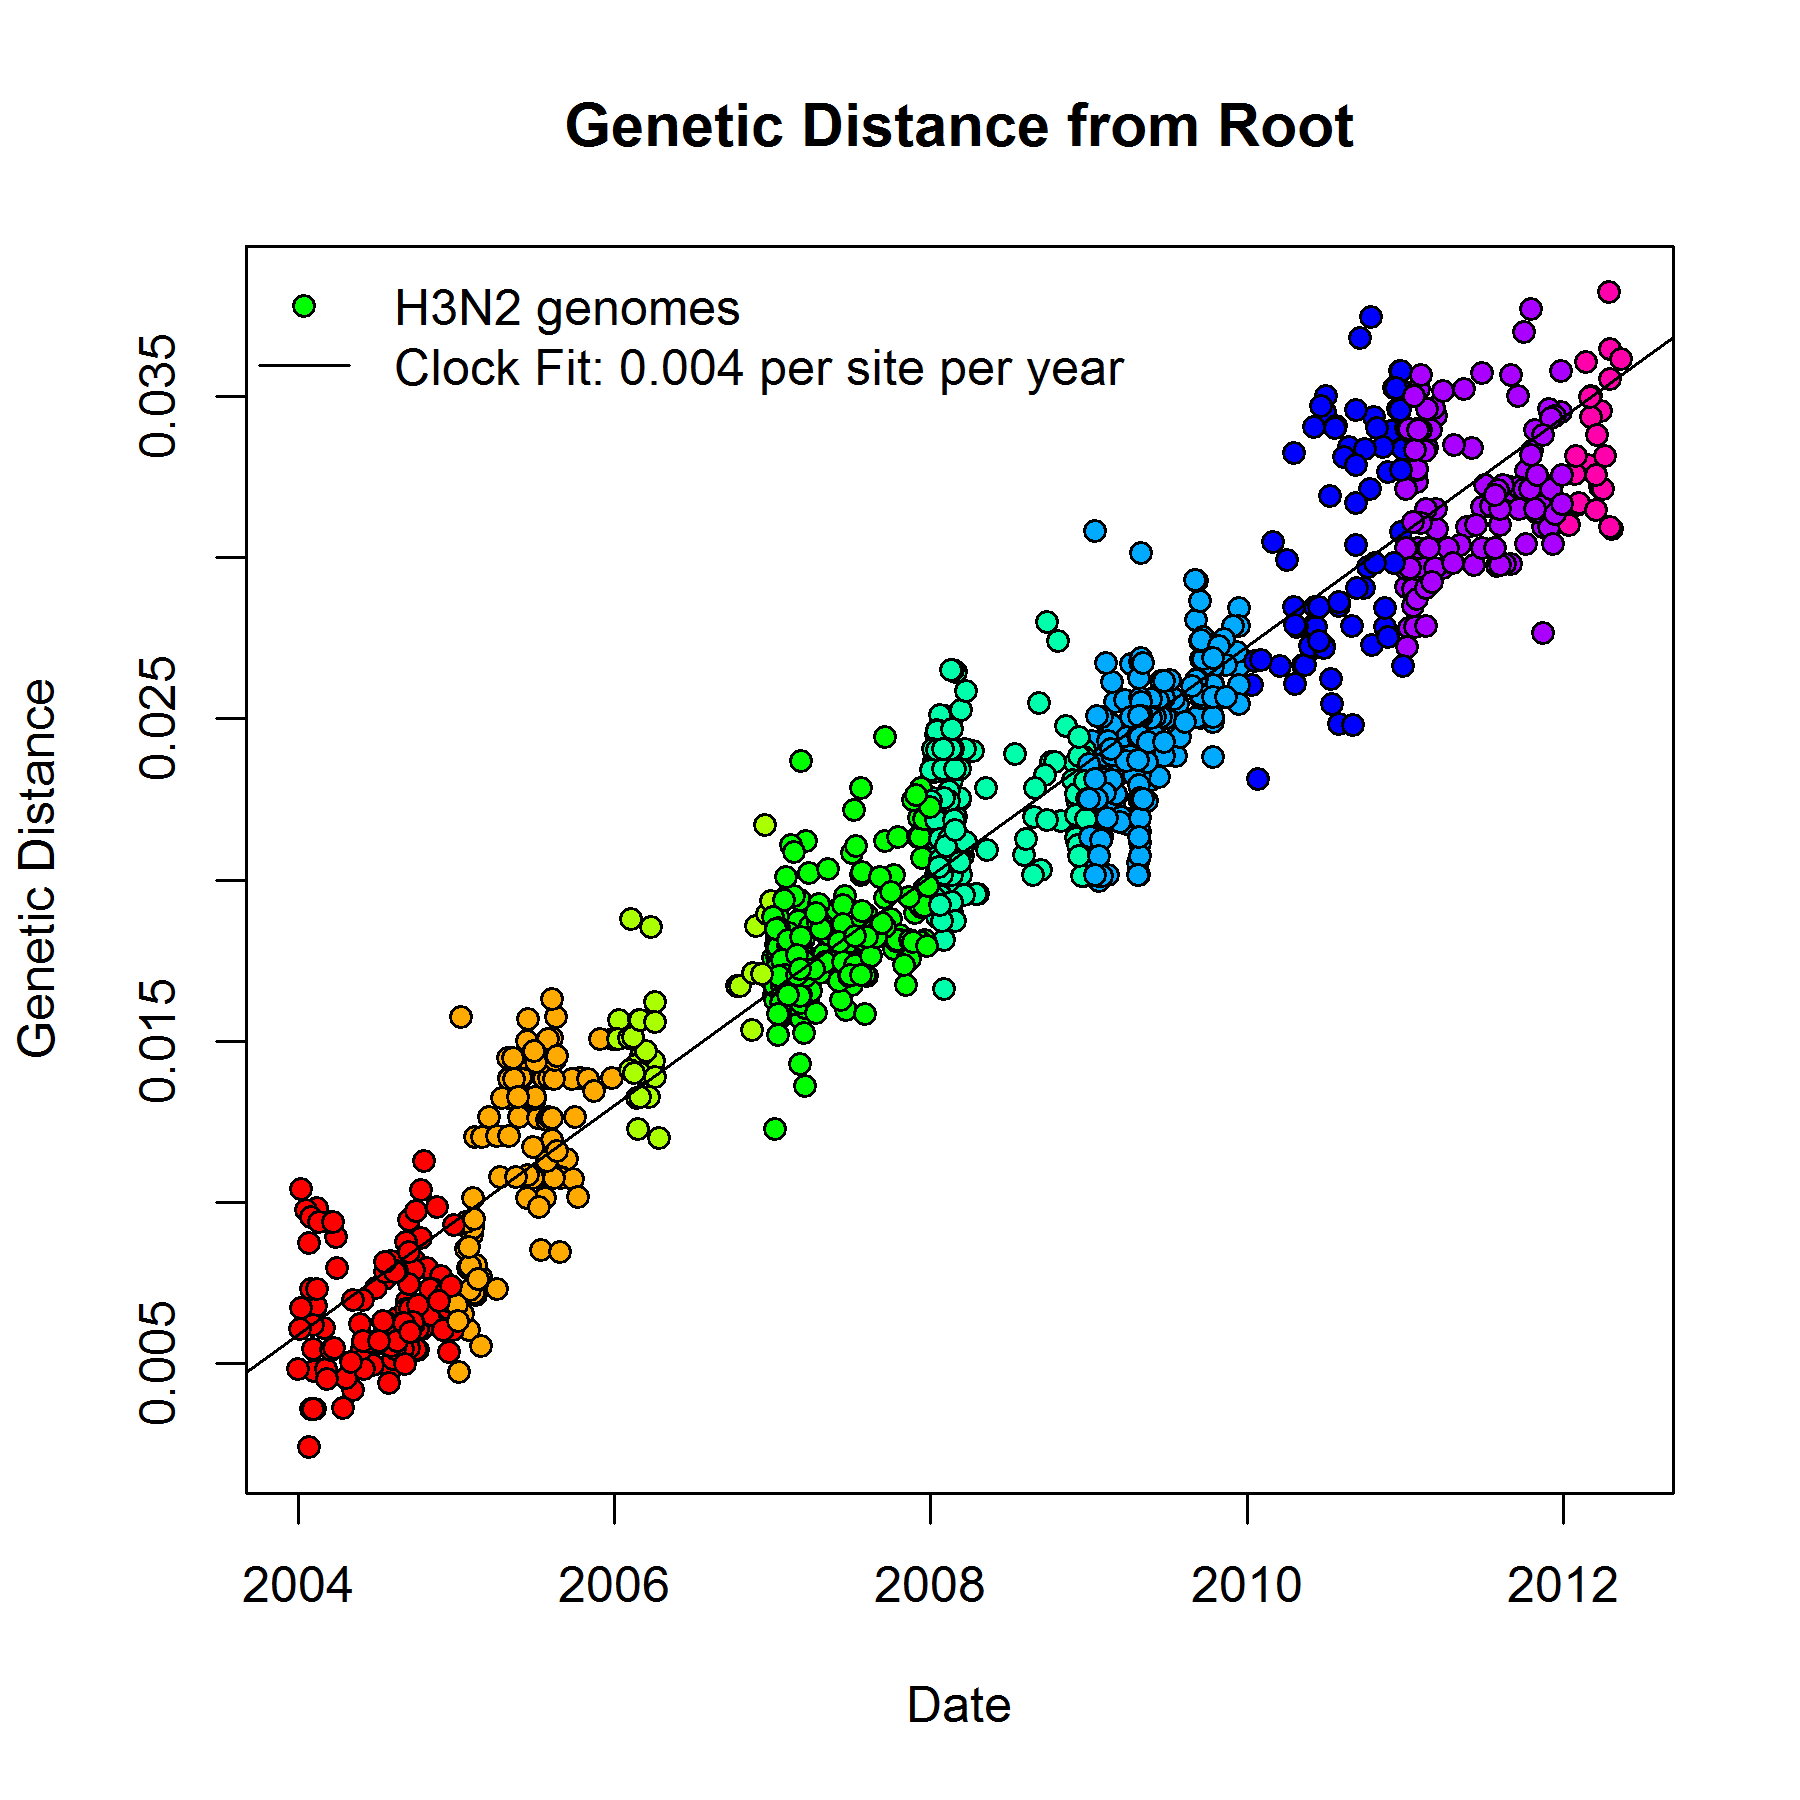 Genetic Distance from Root
H3N2 genomes
Clock Fit: 0.004 per site per year
Genetic Distance
0.035
0.025
0.015
0.005
2004 2006 2008 2010 2012
Date